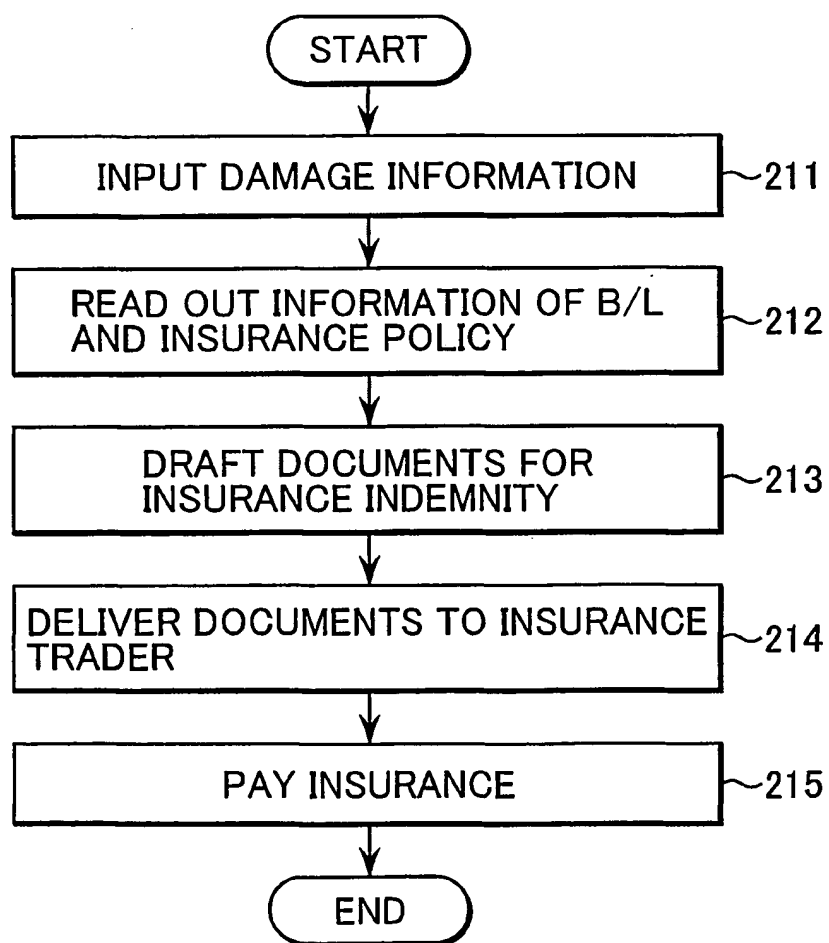 START
INPUT DAMAGE INFORMATION
211
READ OUT INFORMATION OF B/L
AND INSURANCE POLICY
212
DRAFT DOCUMENTS FOR
INSURANCE INDEMNITY
213
DELIVER DOCUMENTS TO INSURANCE
TRADER
214
PAY INSURANCE
215
END